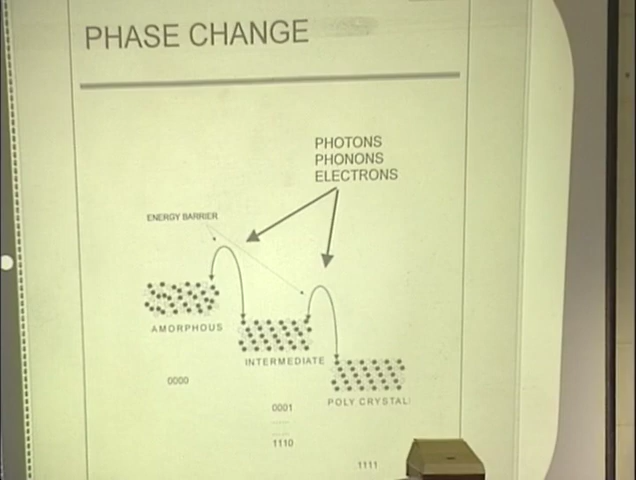 PHASE CHANGE
PHOTONS
PHONONS
ELECTRONS
ENERGY BARRIER
AMORPHOUS
INTERMEDIATE
POLY CRYSTAL
0000
0001
1110
1111